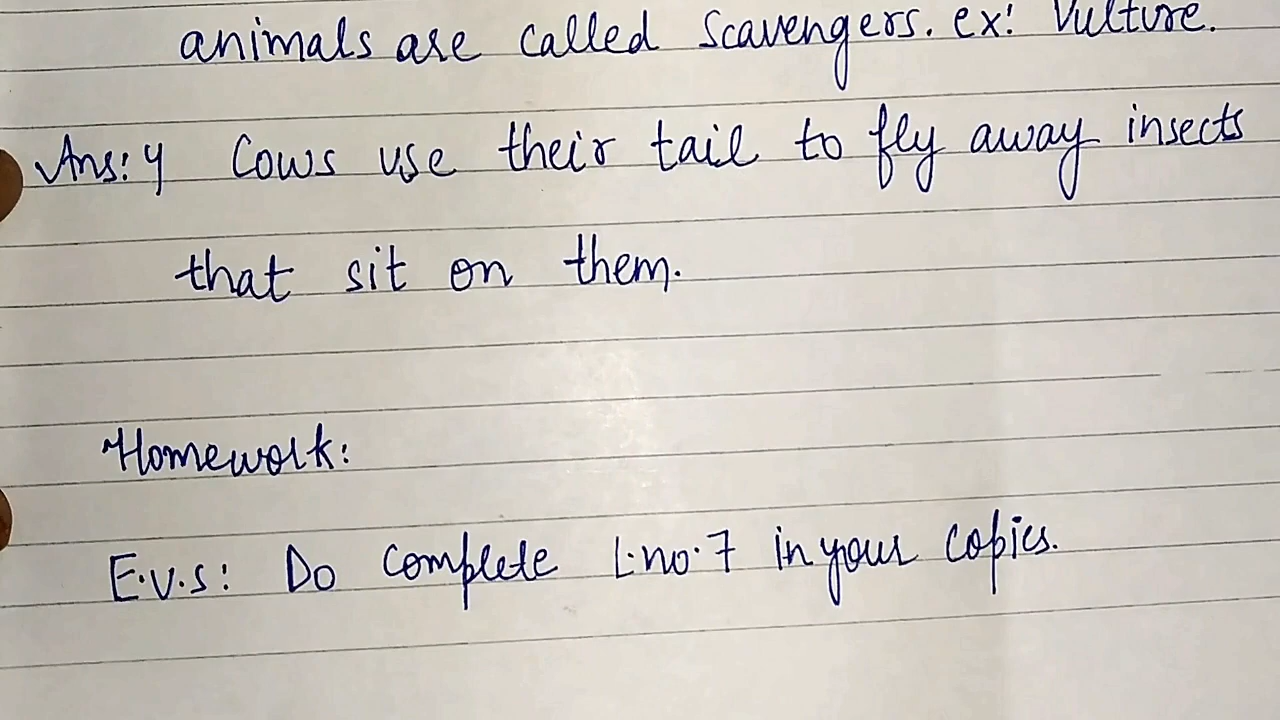 animals are called Scavengers. ex: Vulture.
Ans: 4 Cows use their tail to fly away insects
that sit on them.
Homework:
E.V.S: Do complete L.no.7 in your copies.